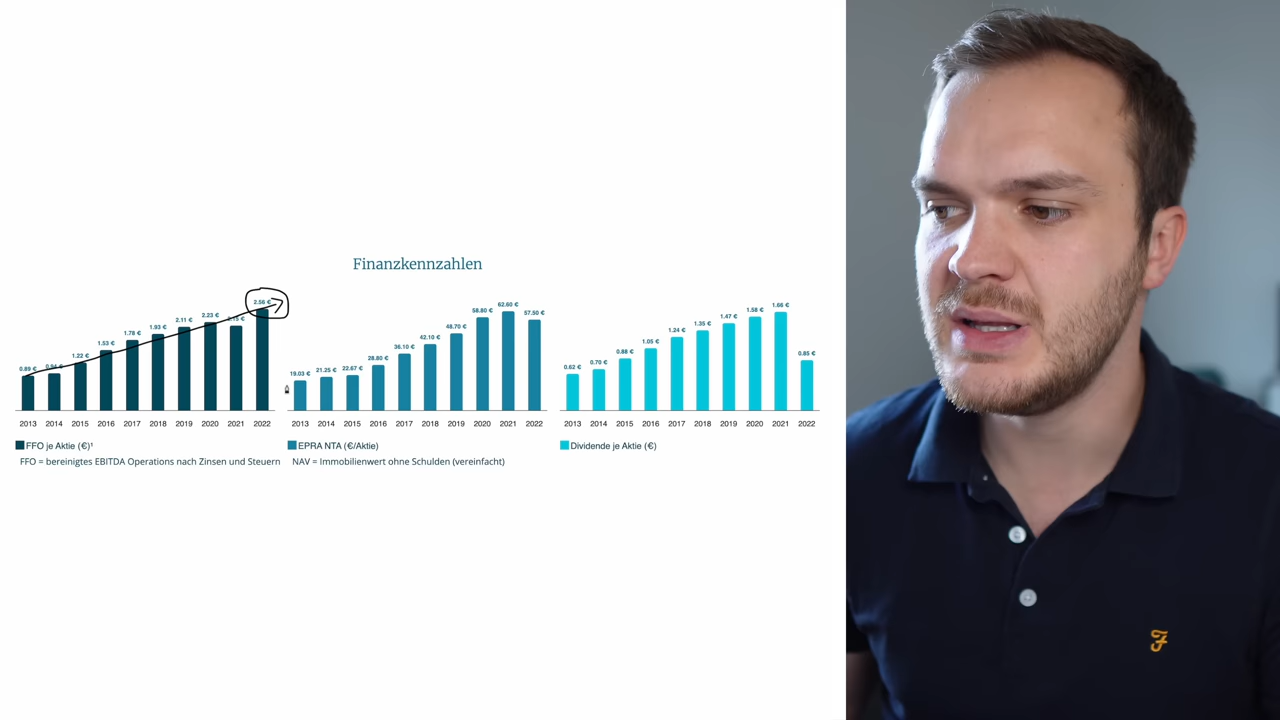 Finanzkennzahlen
0.89 € 0.94 € 1.22 € 1.53 € 1.78 € 1.93 € 2.11 € 2.23 € 2.15 € 2.56 €
2013 2014 2015 2016 2017 2018 2019 2020 2021 2022
FFO je Aktie (€)¹
FFO = bereinigtes EBITDA Operations nach Zinsen und Steuern
19.03 € 21.25 € 22.67 € 28.80 € 36.10 € 42.10 € 48.70 € 58.80 € 62.60 € 57.50 €
2013 2014 2015 2016 2017 2018 2019 2020 2021 2022
EPRA NTA (€/Aktie)
NAV = Immobilienwert ohne Schulden (vereinfacht)
0.62 € 0.70 € 0.88 € 1.05 € 1.24 € 1.35 € 1.47 € 1.58 € 1.66 € 0.85 €
2013 2014 2015 2016 2017 2018 2019 2020 2021 2022
Dividende je Aktie (€)
F